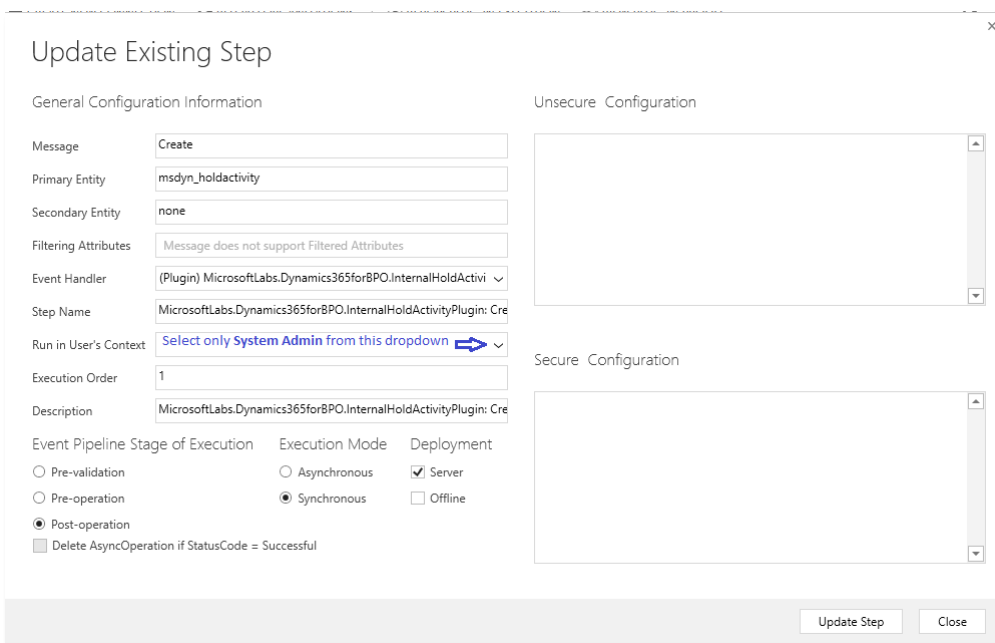 Update Existing Step
General Configuration Information
Message
Create
Primary Entity
msdyn_holdactivity
Secondary Entity
none
Filtering Attributes
Message does not support Filtered Attributes
Event Handler
(Plugin) MicrosoftLabs.Dynamics365forBPO.InternalHoldActivi
Step Name
MicrosoftLabs.Dynamics365forBPO.InternalHoldActivityPlugin: Cre
Run in User's Context
Select only System Admin from this dropdown
Execution Order
1
Description
MicrosoftLabs.Dynamics365forBPO.InternalHoldActivityPlugin: Cre
Event Pipeline Stage of Execution
Pre-validation
Pre-operation
Post-operation
Execution Mode
Asynchronous
Synchronous
Deployment
Server
Offline
Delete AsyncOperation if StatusCode = Successful
Unsecure Configuration
Secure Configuration
Update Step
Close